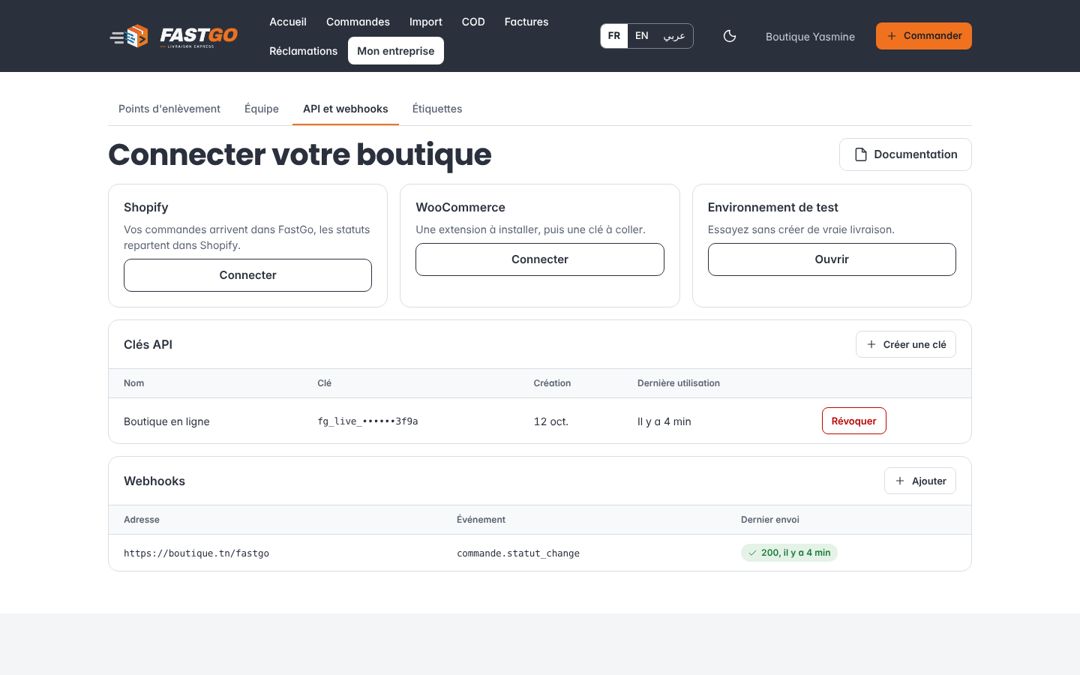 Accueil Commandes Import COD Factures
FASTGO
LIVRAISON EXPRESS
Réclamations Mon entreprise
FR EN عربي
Boutique Yasmine
+ Commander
Points d'enlèvement Équipe API et webhooks Étiquettes
Connecter votre boutique
Documentation
Shopify
Vos commandes arrivent dans FastGo, les statuts
repartent dans Shopify.
Connecter
WooCommerce
Une extension à installer, puis une clé à coller.
Connecter
Environnement de test
Essayez sans créer de vraie livraison.
Ouvrir
Clés API
+ Créer une clé
Nom Clé Création Dernière utilisation
Boutique en ligne fg_live_••••••3f9a 12 oct. Il y a 4 min Révoquer
Webhooks
+ Ajouter
Adresse Événement Dernier envoi
https://boutique.tn/fastgo commande.statut_change ✓ 200, il y a 4 min